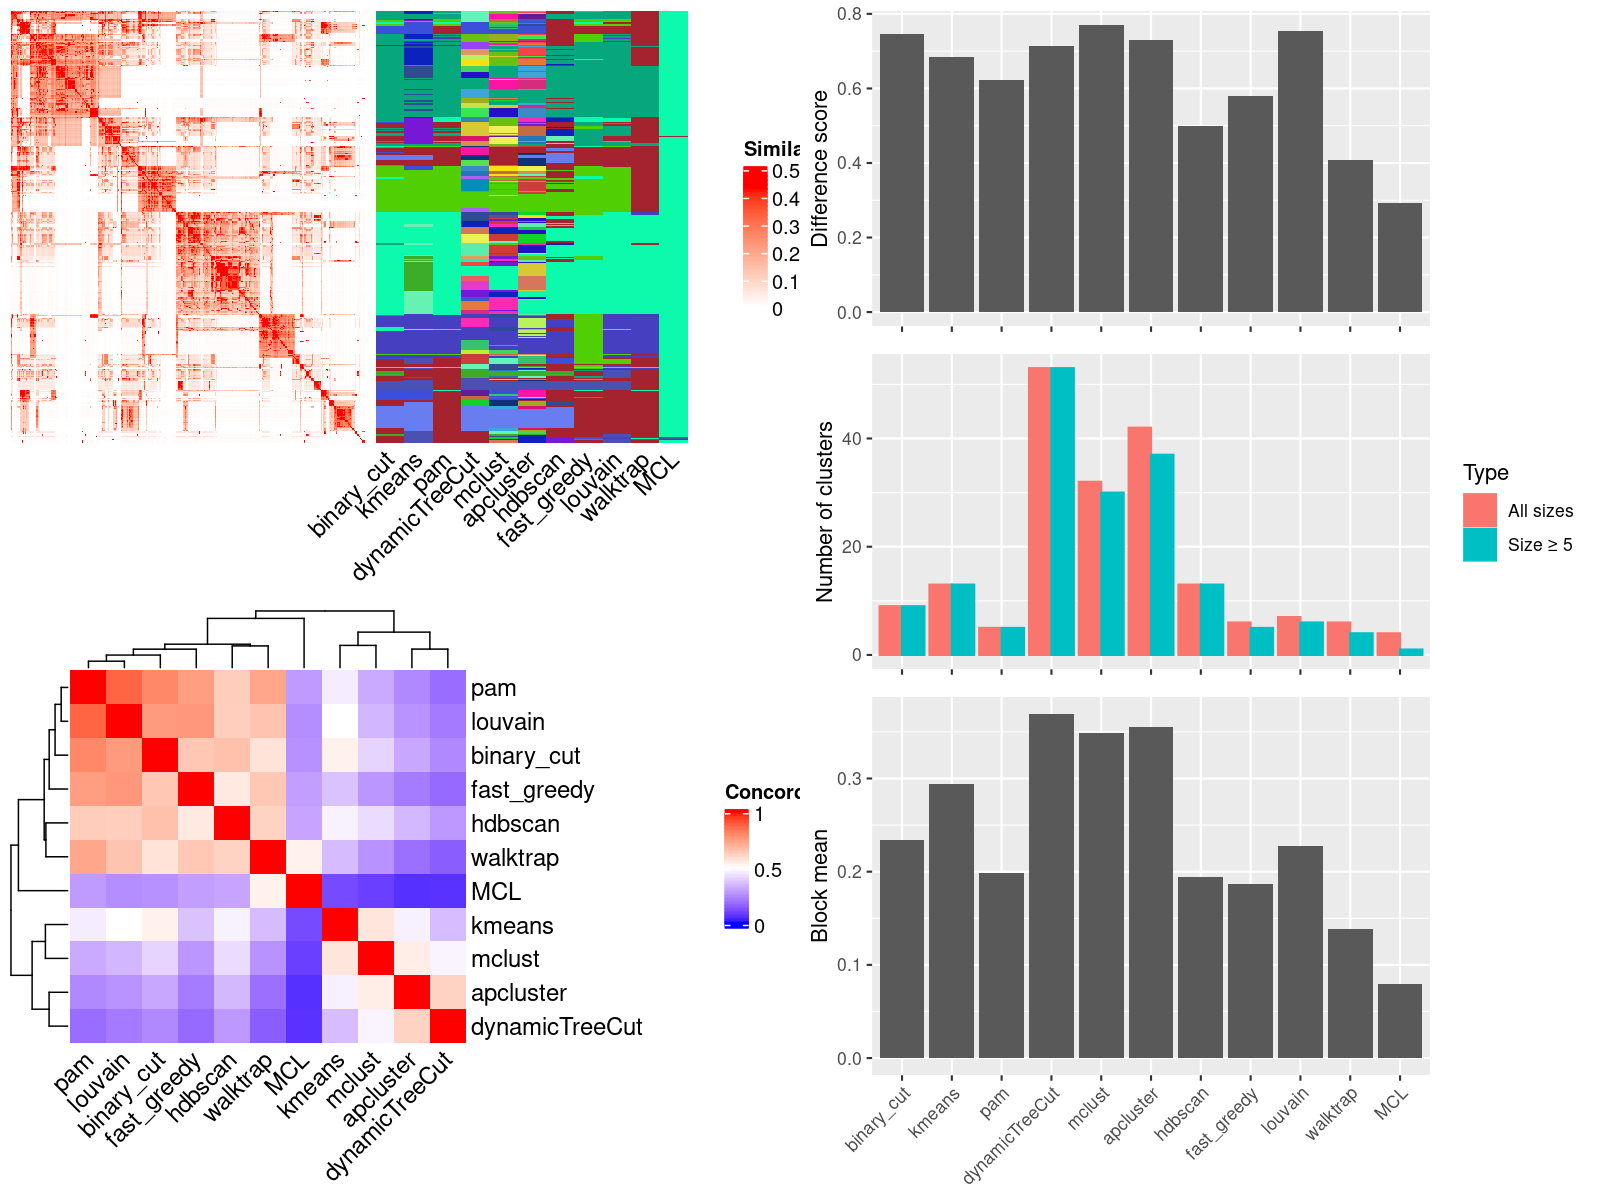 Simila
0.5
0.4
0.3
0.2
0.1
0
binary_cut
kmeans
pam
dynamicTreeCut
mclust
apcluster
hdbscan
fast_greedy
louvain
walktrap
MCL
pam
louvain
binary_cut
fast_greedy
hdbscan
walktrap
MCL
kmeans
mclust
apcluster
dynamicTreeCut
Concord
1
0.5
0
pam
louvain
binary_cut
fast_greedy
hdbscan
walktrap
MCL
kmeans
mclust
apcluster
dynamicTreeCut
Difference score
0.8
0.6
0.4
0.2
0.0
Number of clusters
40
20
0
Type
All sizes
Size ≥ 5
Block mean
0.3
0.2
0.1
0.0
binary_cut
kmeans
pam
dynamicTreeCut
mclust
apcluster
hdbscan
fast_greedy
louvain
walktrap
MCL